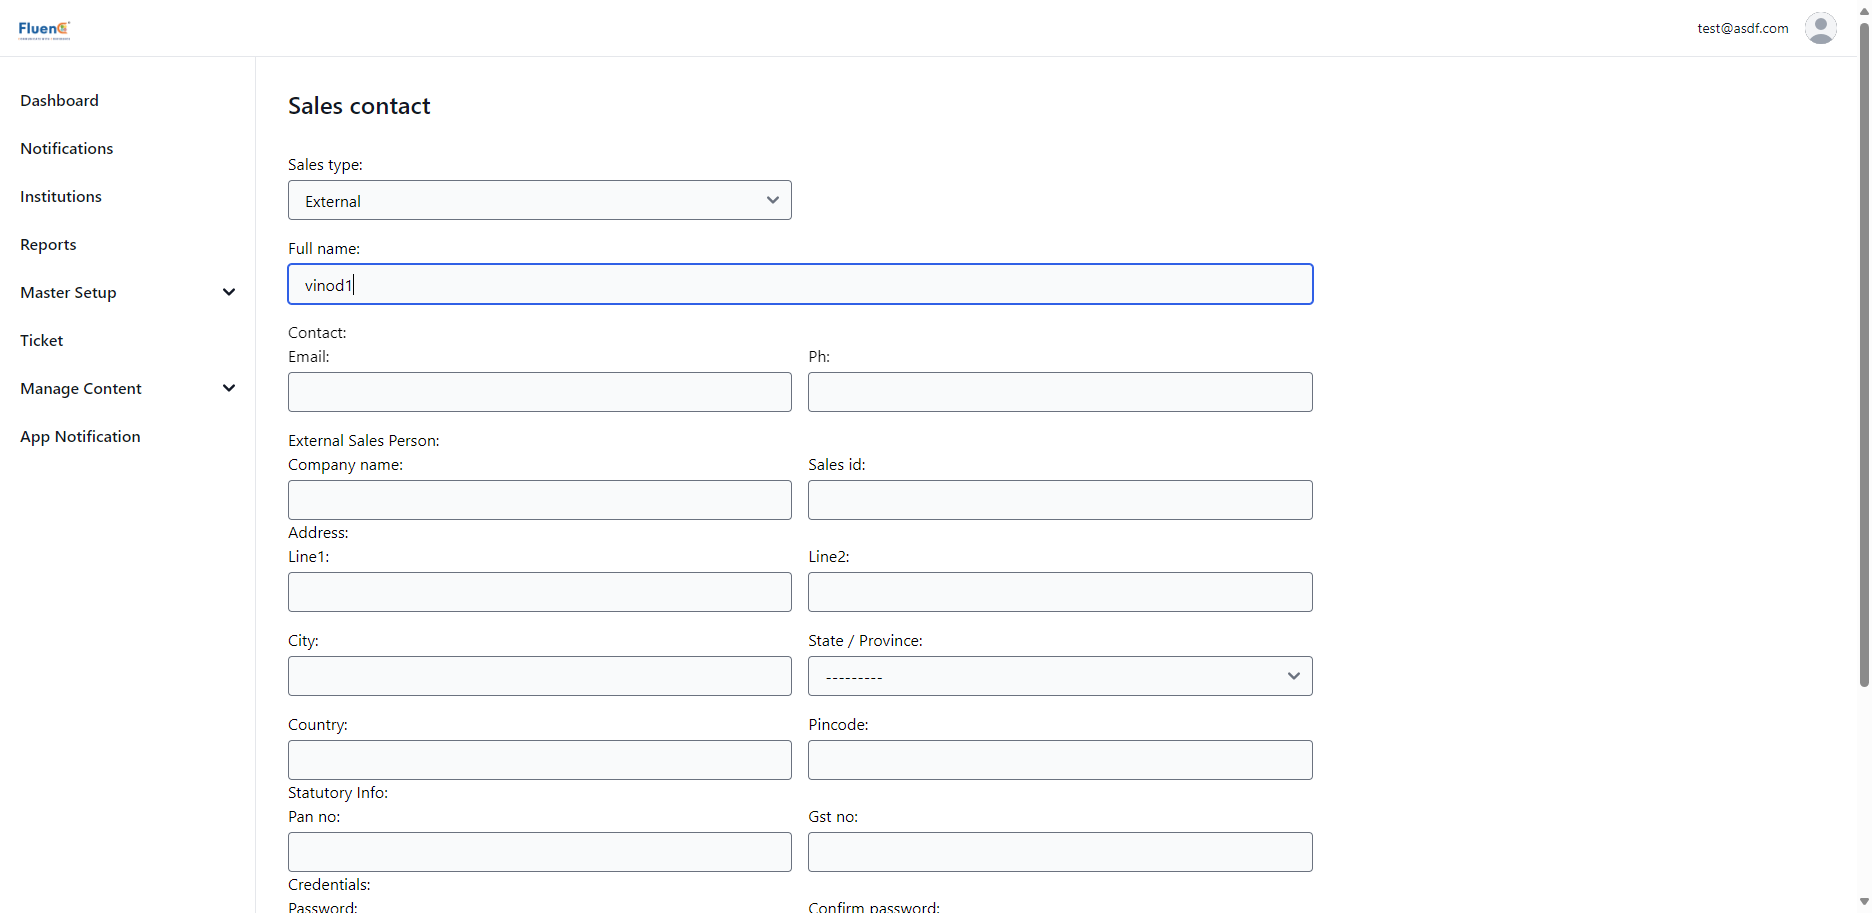 FluenC
test@asdf.com
Dashboard
Notifications
Institutions
Reports
Master Setup
Ticket
Manage Content
App Notification
Sales contact
Sales type:
External
Full name:
vinod1
Contact:
Email:
Ph:
External Sales Person:
Company name:
Sales id:
Address:
Line1:
Line2:
City:
State / Province:
---------
Country:
Pincode:
Statutory Info:
Pan no:
Gst no:
Credentials:
Password:
Confirm password: